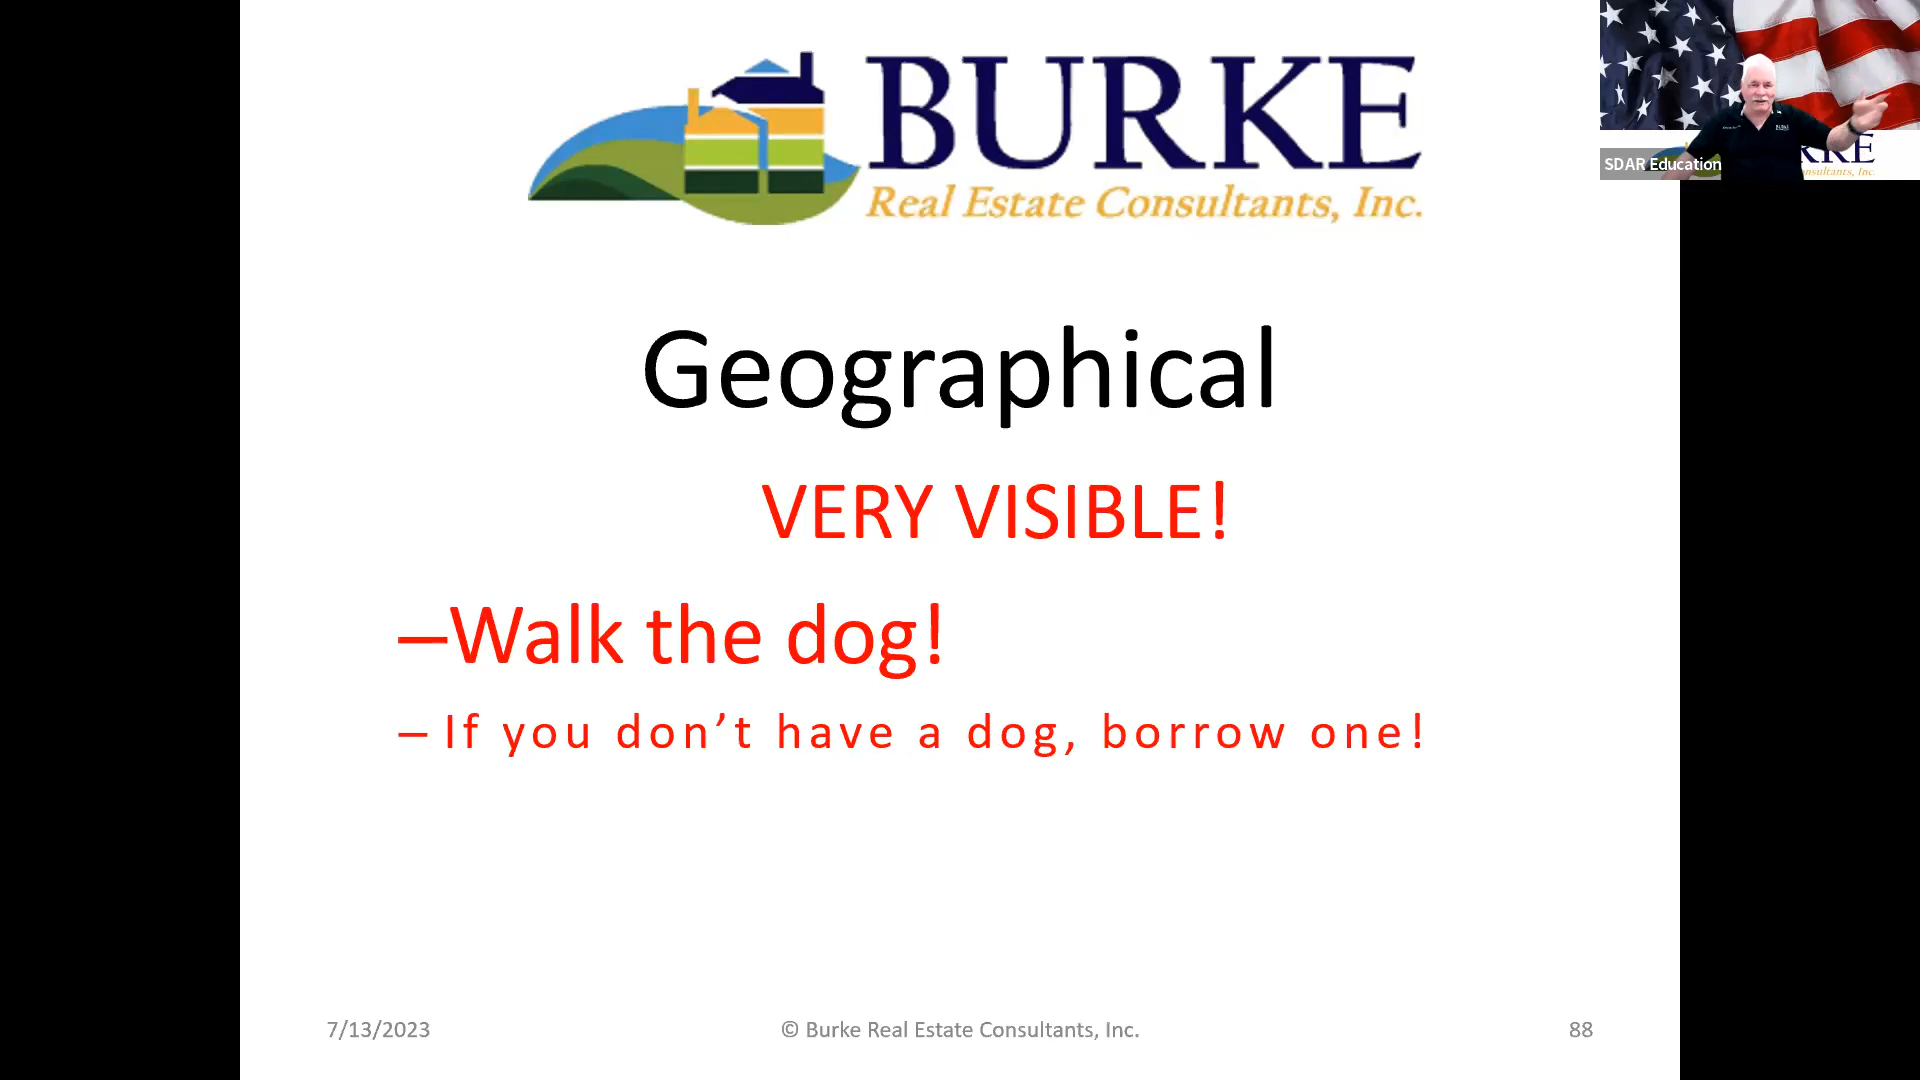 BURKE
Real Estate Consultants, Inc.
SDAR Education
Geographical
VERY VISIBLE!
–Walk the dog!
– If you don’t have a dog, borrow one!
7/13/2023
© Burke Real Estate Consultants, Inc.
88